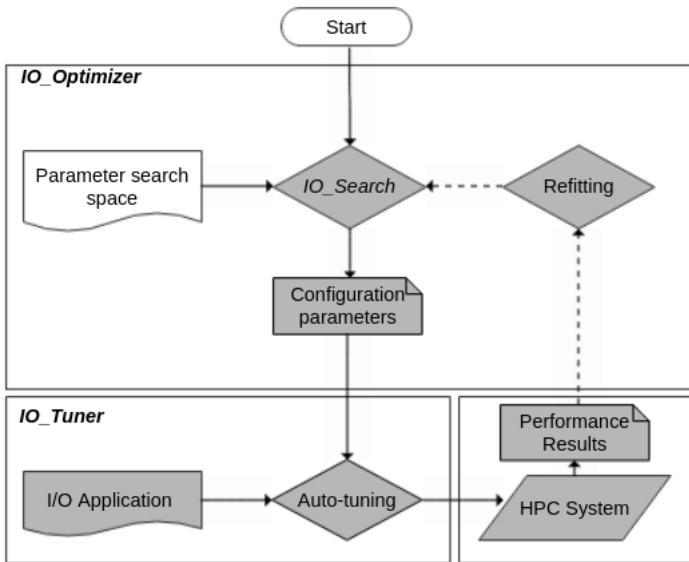 Start
IO_Optimizer
Parameter search
space
IO_Search
Refitting
Configuration
parameters
IO_Tuner
Performance
Results
I/O Application
Auto-tuning
HPC System